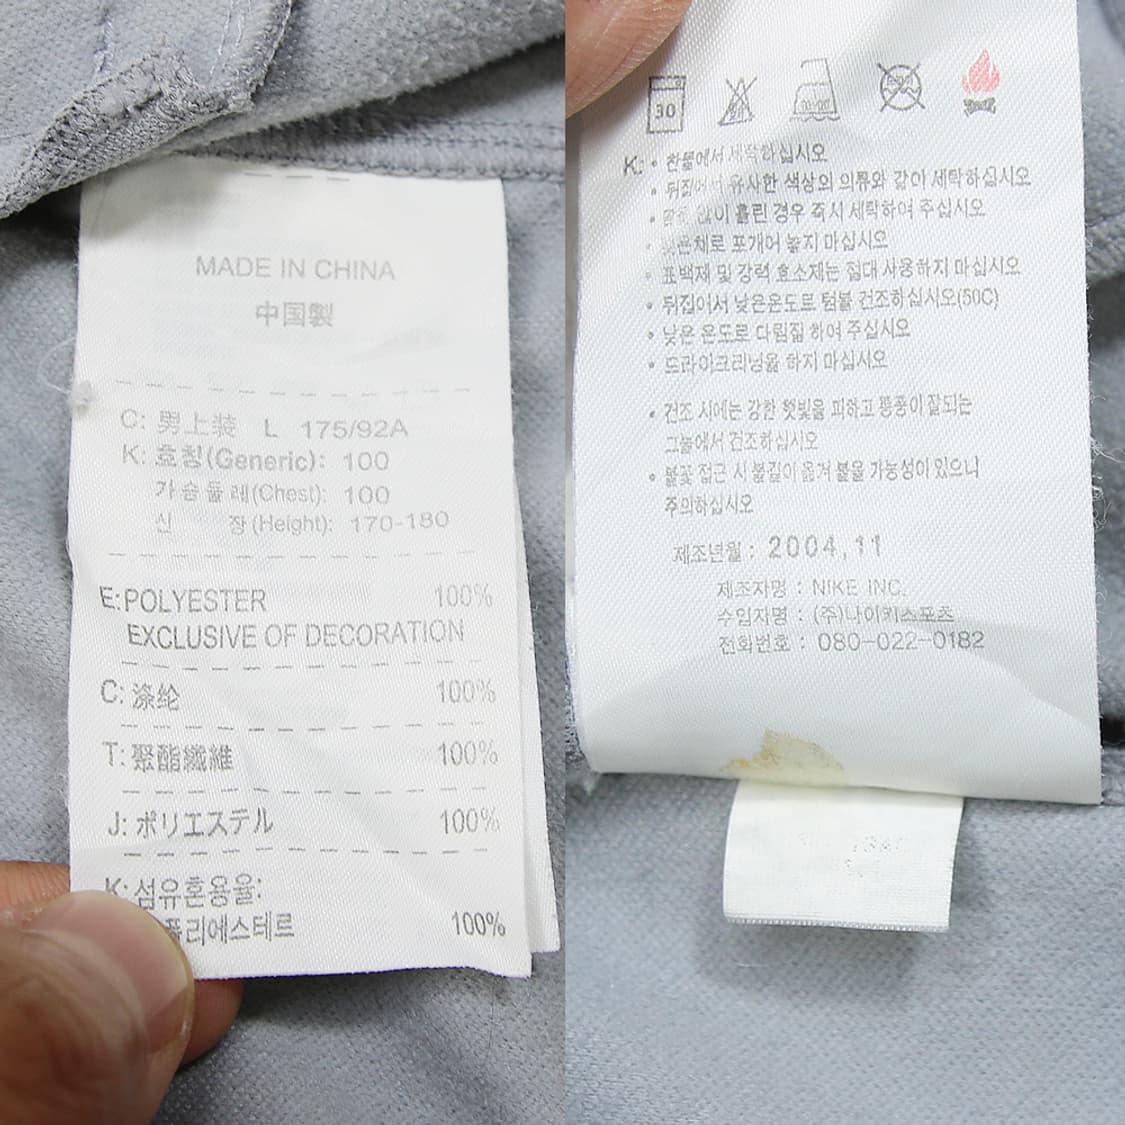 MADE IN CHINA
中国製
C: 男上装 L 175/92A
K: 호칭(Generic): 100
가슴둘레(Chest): 100
신 장(Height): 170-180
E: POLYESTER 100%
EXCLUSIVE OF DECORATION
C: 涤纶 100%
T: 聚酯纖維 100%
J: ポリエステル 100%
K: 섬유혼용율:
폴리에스테르 100%
30
K: • 찬물에서 세탁하십시오
• 뒤집어서 유사한 색상의 의류와 같이 세탁하십시오
• 많이 흘린 경우 즉시 세탁하여 주십시오
• 젖은채로 포개어 놓지 마십시오
• 표백제 및 강력 효소제는 절대 사용하지 마십시오
• 뒤집어서 낮은온도로 텀블 건조하십시오(50C)
• 낮은 온도로 다림질 하여 주십시오
• 드라이크리닝을 하지 마십시오
• 건조 시에는 강한 햇빛을 피하고 통풍이 잘되는
그늘에서 건조하십시오
• 불꽃 접근 시 불길이 옮겨 붙을 가능성이 있으니
주의하십시오
제조년월 : 2004.11
제조자명 : NIKE INC.
수입자명 : (주)나이키스포츠
전화번호 : 080-022-0182